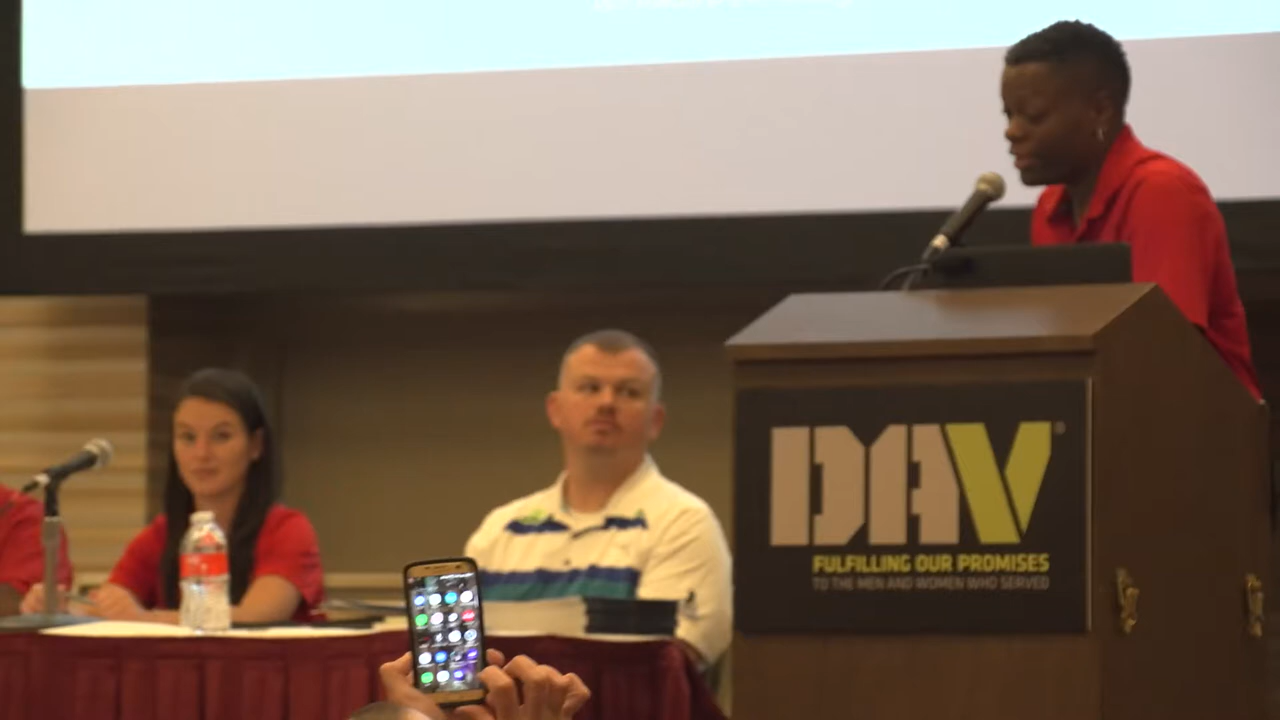 DAV®
FULFILLING OUR PROMISES
TO THE MEN AND WOMEN WHO SERVED